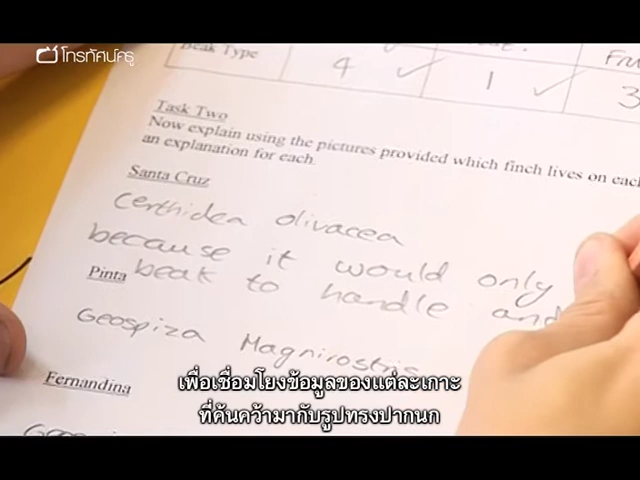 โทรทัศน์ครู
Beak Type 4 ✓ 1 ✓ 3
Task Two
Now explain using the pictures provided which finch lives on each
an explanation for each.
Santa Cruz
Certhidea olivacea
because it would only
Pinta beak to handle and
Geospiza Magnirostris
Fernandina
เพื่อเชื่อมโยงข้อมูลของแต่ละเกาะ
ที่ค้นคว้ามากับรูปทรงปากนก